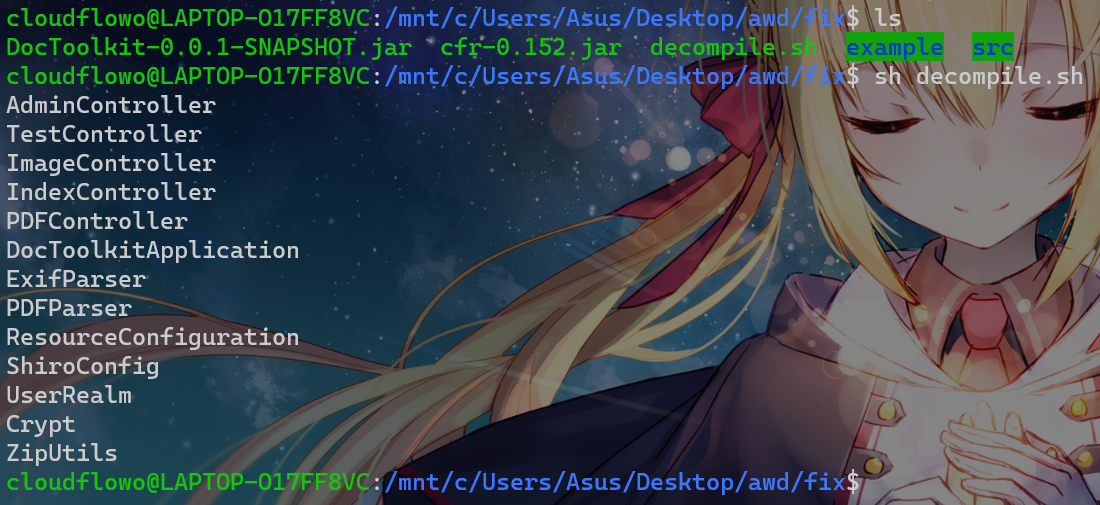 cloudflowo@LAPTOP-O17FF8VC:/mnt/c/Users/Asus/Desktop/awd/fix$ ls
DocToolkit-0.0.1-SNAPSHOT.jar  cfr-0.152.jar  decompile.sh  example  src
cloudflowo@LAPTOP-O17FF8VC:/mnt/c/Users/Asus/Desktop/awd/fix$ sh decompile.sh
AdminController
TestController
ImageController
IndexController
PDFController
DocToolkitApplication
ExifParser
PDFParser
ResourceConfiguration
ShiroConfig
UserRealm
Crypt
ZipUtils
cloudflowo@LAPTOP-O17FF8VC:/mnt/c/Users/Asus/Desktop/awd/fix$